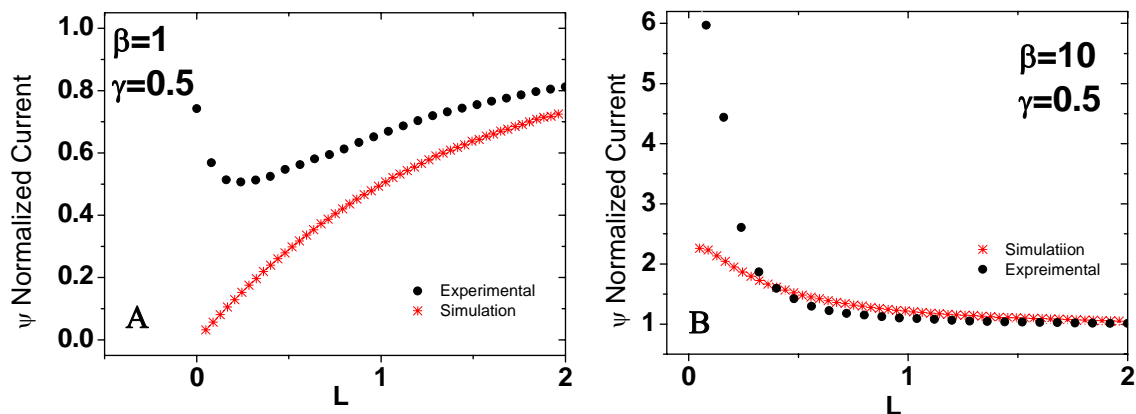 β=1
γ=0.5
1.0
0.8
0.6
0.4
0.2
0.0
ψ Normalized Current
Experimental
Simulation
A
0
1
2
L
β=10
γ=0.5
6
5
4
3
2
1
ψ Normalized Current
Simulatiion
Expreimental
B
0
1
2
L